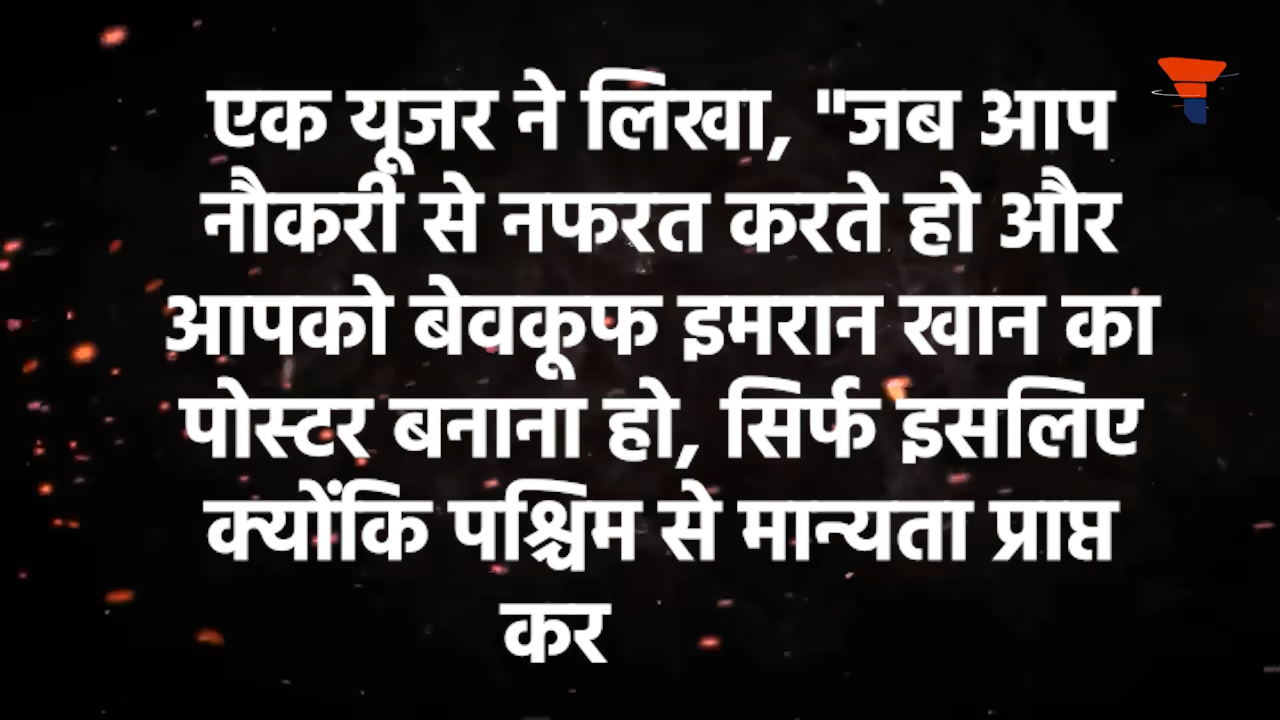 एक यूजर ने लिखा, "जब आप
नौकरी से नफरत करते हो और
आपको बेवकूफ इमरान खान का
पोस्टर बनाना हो, सिर्फ इसलिए
क्योंकि पश्चिम से मान्यता प्राप्त
कर